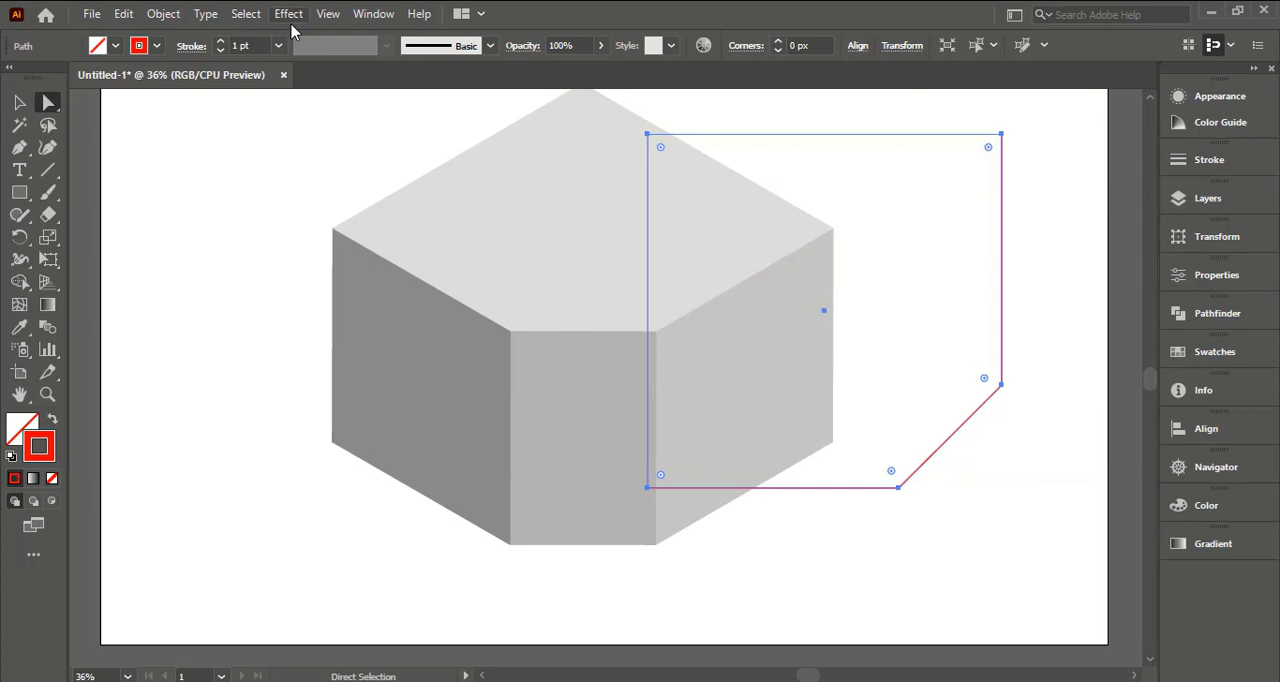 Ai File Edit Object Type Select Effect View Window Help Search Adobe Help
Path Stroke: 1 pt Basic Opacity: 100% Style: Corners: 0 px Align Transform
Untitled-1* @ 36% (RGB/CPU Preview)
Appearance
Color Guide
Stroke
Layers
Transform
Properties
Pathfinder
Swatches
Info
Align
Navigator
Color
Gradient
36% 1 Direct Selection